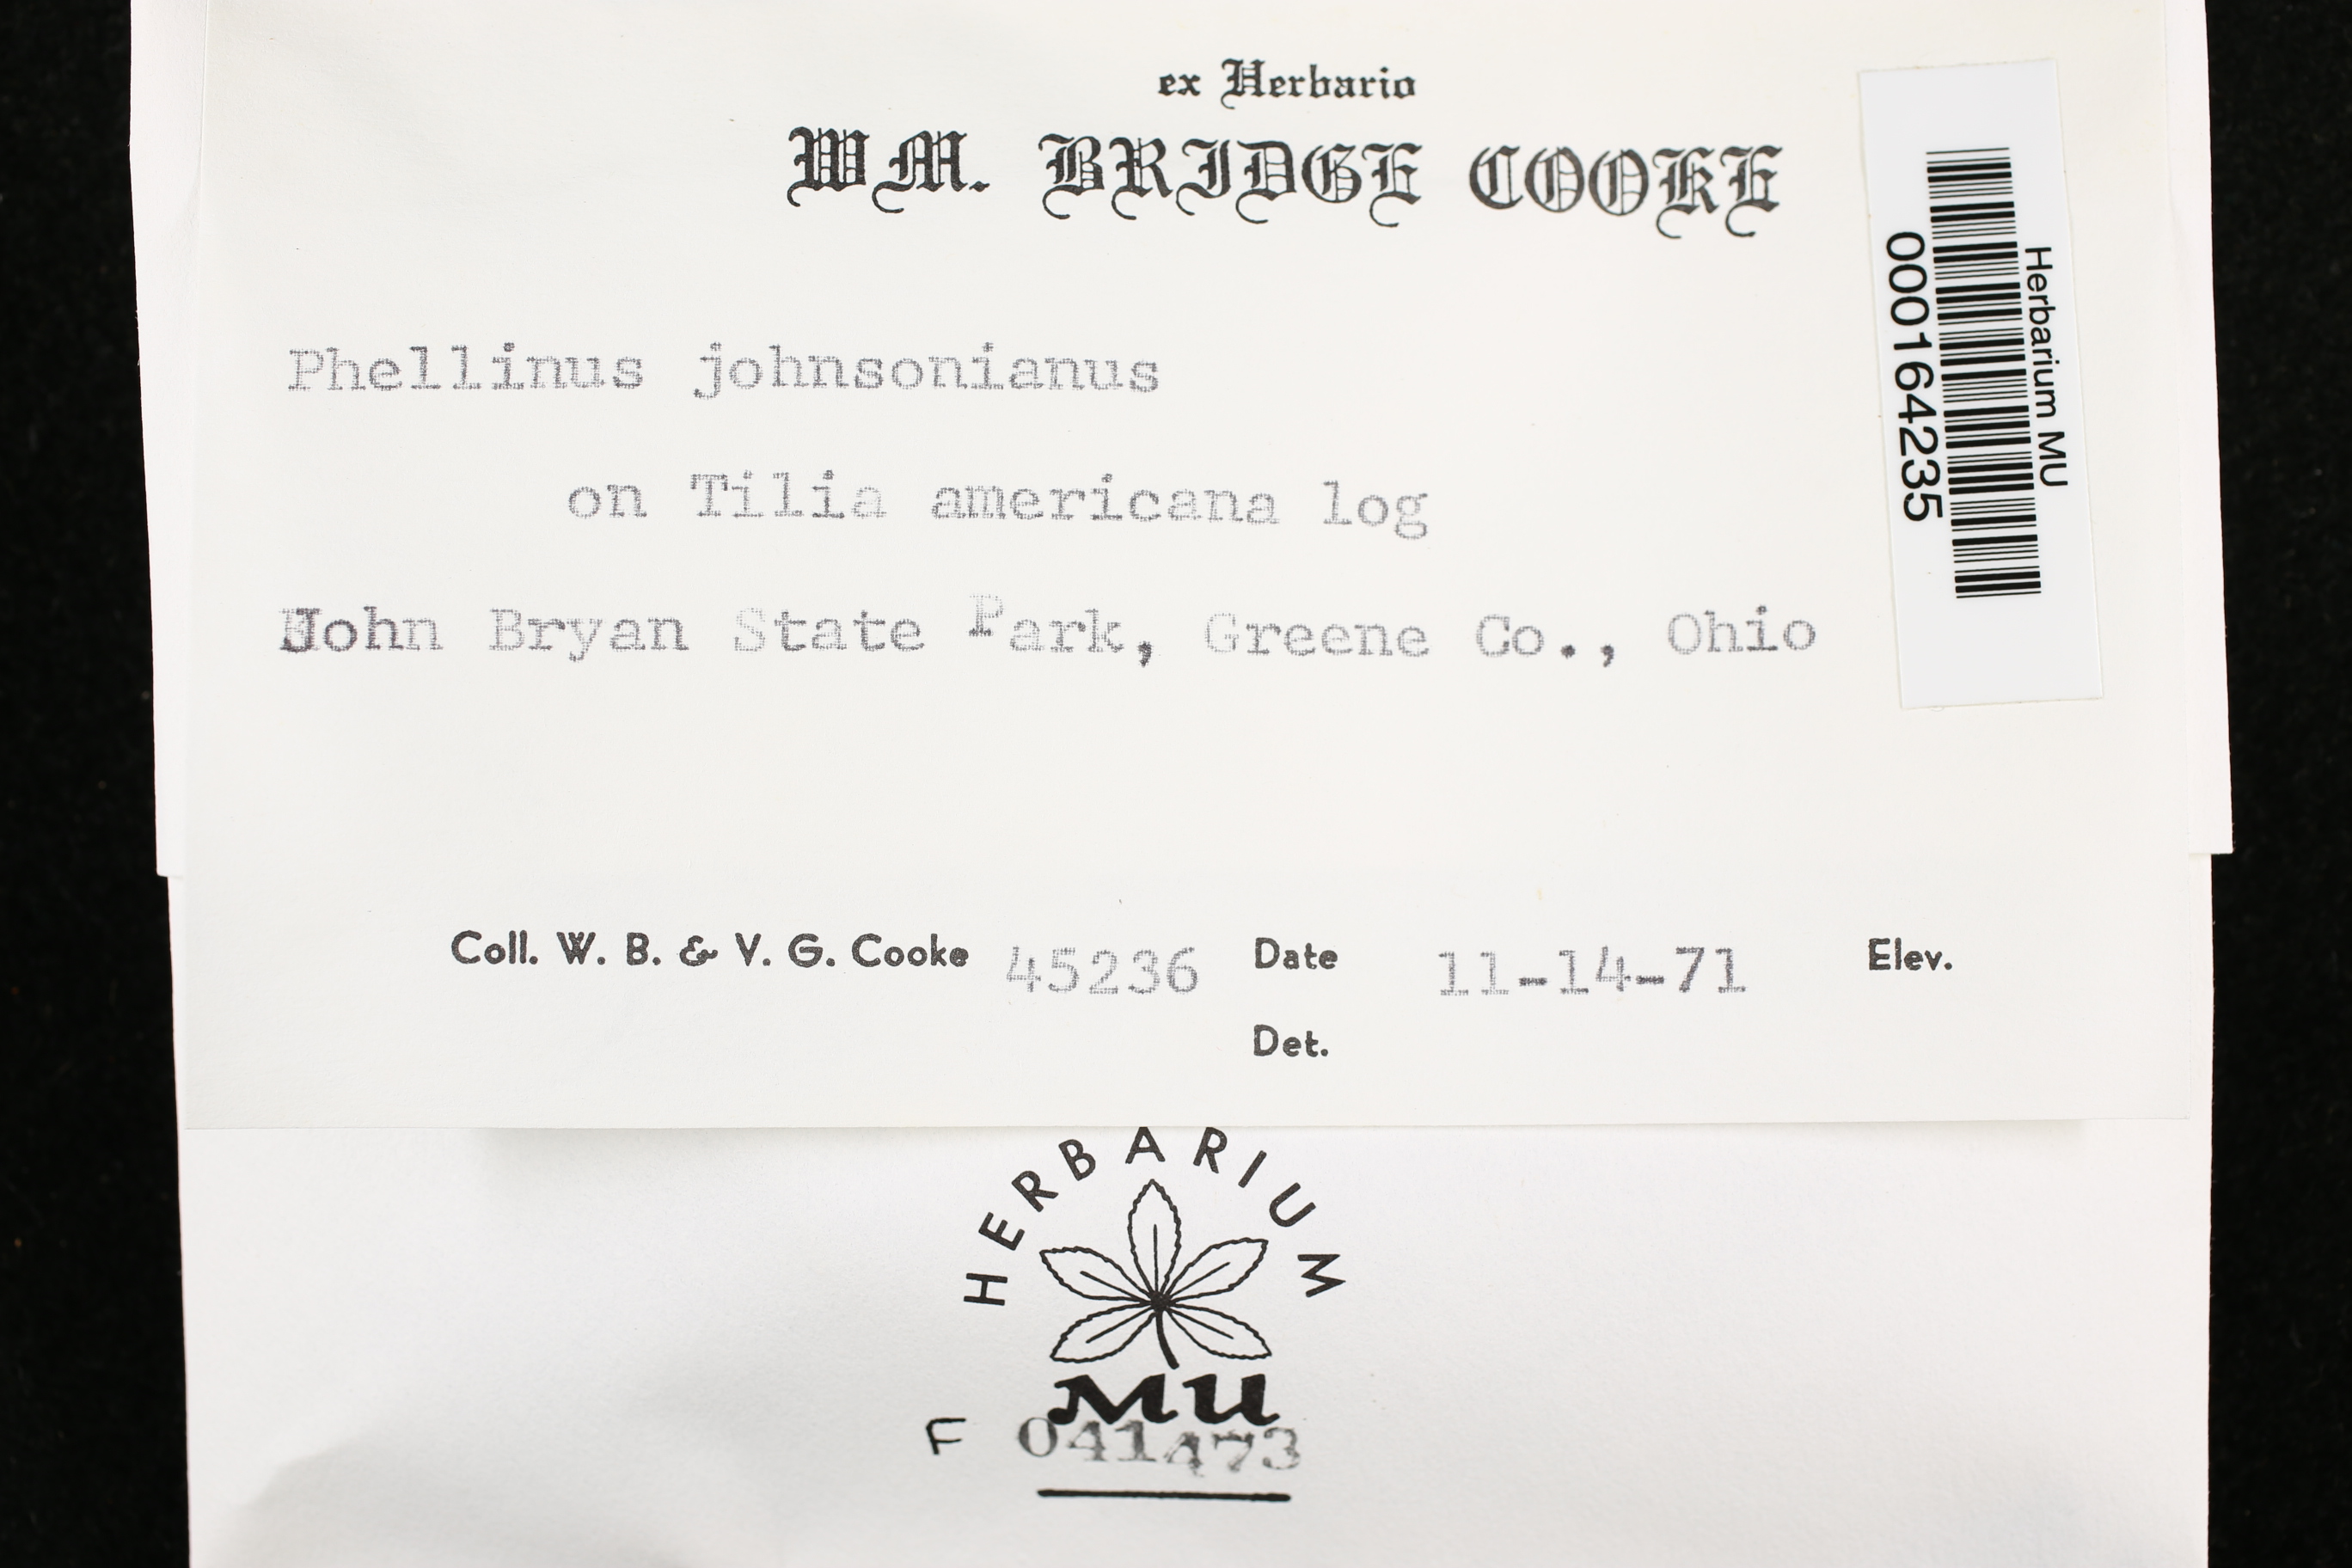 ex Herbario
WM. BRIDGE COOKE
Herbarium MU
000164235
Phellinus johnsonianus
on Tilia americana log
John Bryan State Park, Greene Co., Ohio
Coll. W. B. & V. G. Cooke 45236 Date 11-14-71 Elev.
Det.
HERBARIUM
MU
F 041473